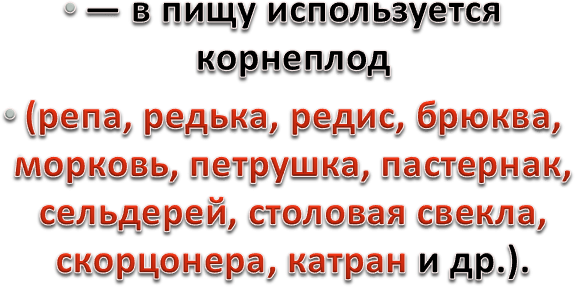 • — в пищу используется
корнеплод
• (репа, редька, редис, брюква,
морковь, петрушка, пастернак,
сельдерей, столовая свекла,
скорцонера, катран и др.).